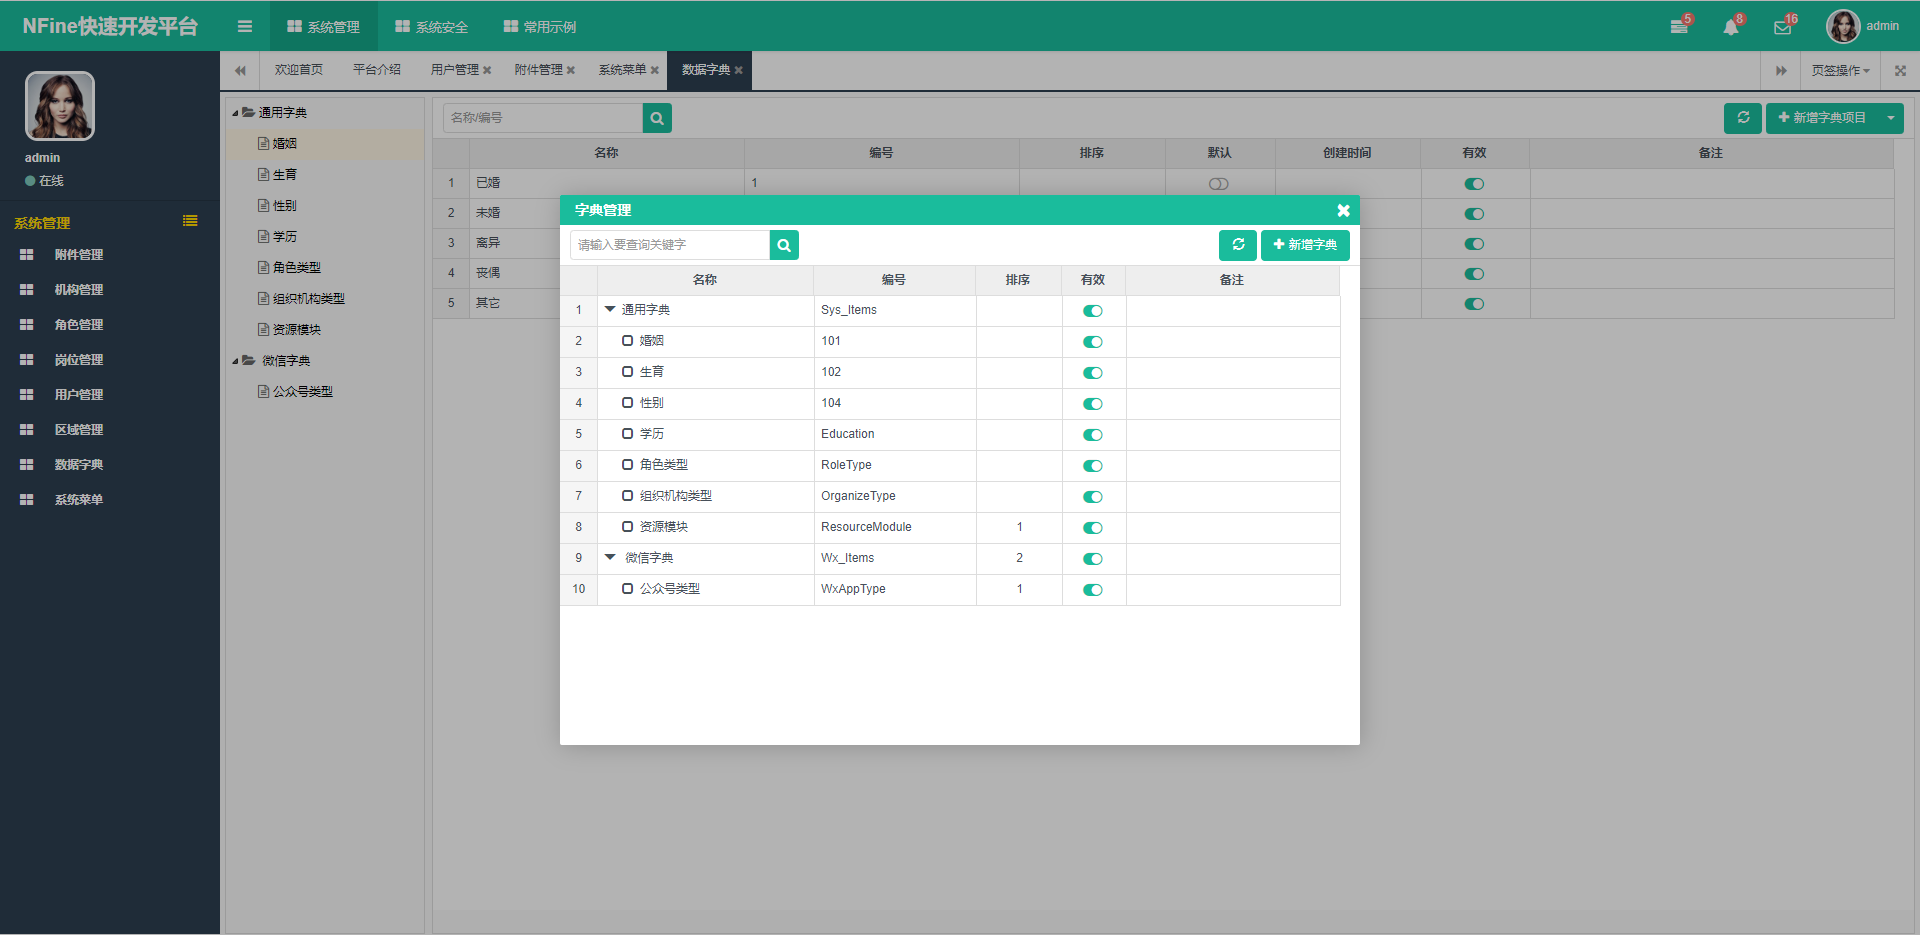 NFine快速开发平台
系统管理
系统安全
常用示例
5
8
16
admin
admin
在线
系统管理
附件管理
机构管理
角色管理
岗位管理
用户管理
区域管理
数据字典
系统菜单
欢迎首页 平台介绍 用户管理 附件管理 系统菜单 数据字典 页签操作
通用字典
婚姻
生育
性别
学历
角色类型
组织机构类型
资源模块
微信字典
公众号类型
名称/编号
新增字典项目
名称 编号 排序 默认 创建时间 有效 备注
1 已婚 1
2 未婚
3 离异
4 丧偶
5 其它
字典管理
请输入要查询关键字
新增字典
名称 编号 排序 有效 备注
1 通用字典 Sys_Items
2 婚姻 101
3 生育 102
4 性别 104
5 学历 Education
6 角色类型 RoleType
7 组织机构类型 OrganizeType
8 资源模块 ResourceModule 1
9 微信字典 Wx_Items 2
10 公众号类型 WxAppType 1